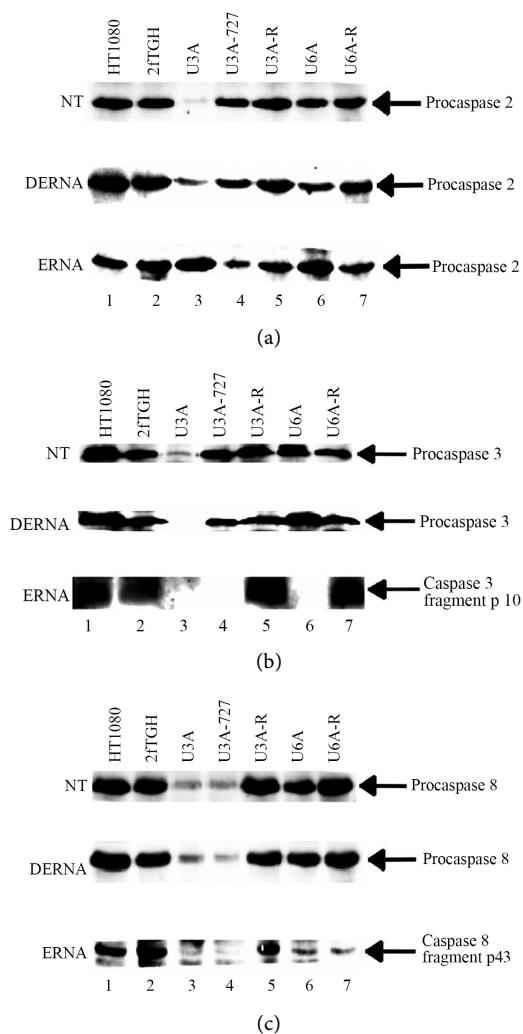 HT1080 2fTGH U3A U3A-727 U3A-R U6A U6A-R
NT Procaspase 2
DERNA Procaspase 2
ERNA Procaspase 2
1 2 3 4 5 6 7
(a)
HT1080 2fTGH U3A U3A-727 U3A-R U6A U6A-R
NT Procaspase 3
DERNA Procaspase 3
ERNA Caspase 3
fragment p 10
1 2 3 4 5 6 7
(b)
HT1080 2fTGH U3A U3A-727 U3A-R U6A U6A-R
NT Procaspase 8
DERNA Procaspase 8
ERNA Caspase 8
fragment p43
1 2 3 4 5 6 7
(c)